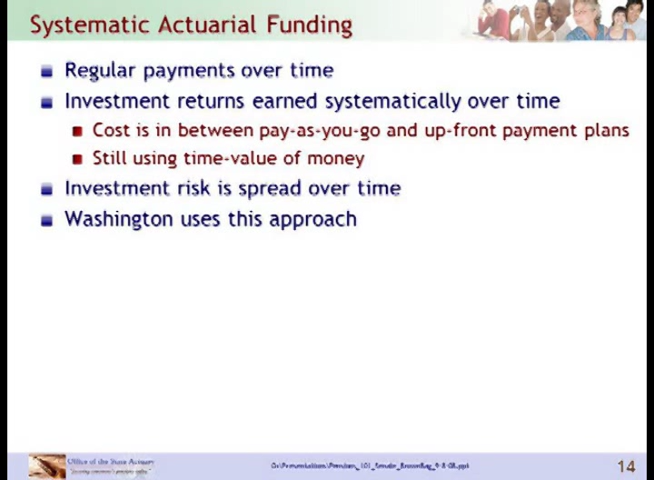 Systematic Actuarial Funding
Regular payments over time
Investment returns earned systematically over time
Cost is in between pay-as-you-go and up-front payment plans
Still using time-value of money
Investment risk is spread over time
Washington uses this approach
Office of the State Actuary
14